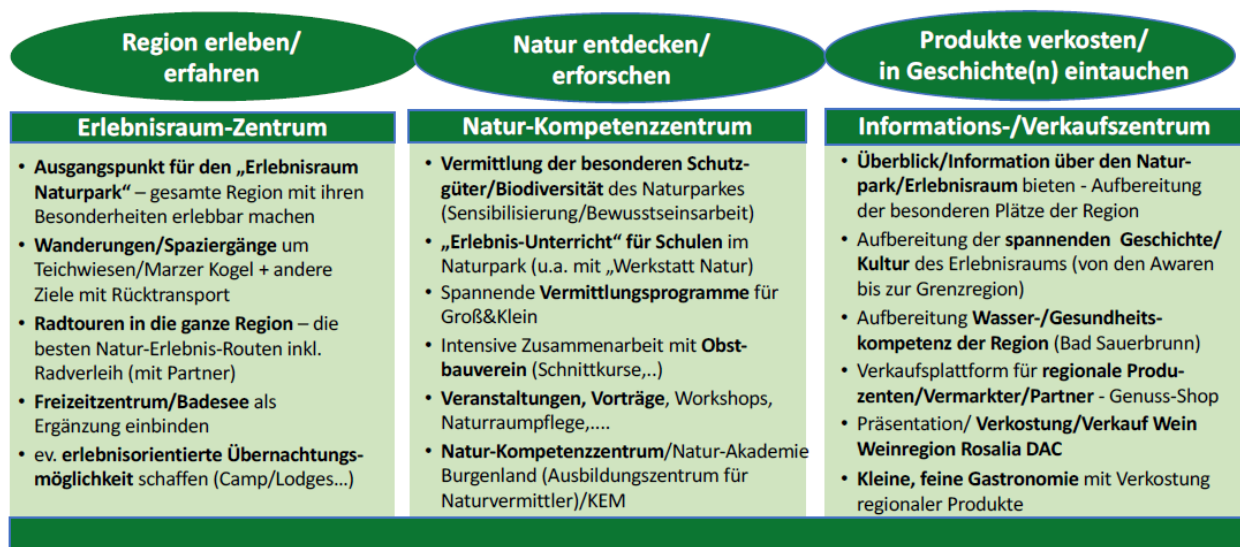 Region erleben/
erfahren
Natur entdecken/
erforschen
Produkte verkosten/
in Geschichte(n) eintauchen
Erlebnisraum-Zentrum
• Ausgangspunkt für den „Erlebnisraum
Naturpark“ – gesamte Region mit ihren
Besonderheiten erlebbar machen
• Wanderungen/Spaziergänge um
Teichwiesen/Marzer Kogel + andere
Ziele mit Rücktransport
• Radtouren in die ganze Region – die
besten Natur-Erlebnis-Routen inkl.
Radverleih (mit Partner)
• Freizeitzentrum/Badesee als
Ergänzung einbinden
• ev. erlebnisorientierte Übernachtungs-
möglichkeit schaffen (Camp/Lodges…)
Natur-Kompetenzzentrum
• Vermittlung der besonderen Schutz-
güter/Biodiversität des Naturparkes
(Sensibilisierung/Bewusstseinsarbeit)
• „Erlebnis-Unterricht“ für Schulen im
Naturpark (u.a. mit „Werkstatt Natur)
• Spannende Vermittlungsprogramme für
Groß&Klein
• Intensive Zusammenarbeit mit Obst-
bauverein (Schnittkurse,..)
• Veranstaltungen, Vorträge, Workshops,
Naturraumpflege,....
• Natur-Kompetenzzentrum/Natur-Akademie
Burgenland (Ausbildungszentrum für
Naturvermittler)/KEM
Informations-/Verkaufszentrum
• Überblick/Information über den Natur-
park/Erlebnisraum bieten - Aufbereitung
der besonderen Plätze der Region
• Aufbereitung der spannenden Geschichte/
Kultur des Erlebnisraums (von den Awaren
bis zur Grenzregion)
• Aufbereitung Wasser-/Gesundheits-
kompetenz der Region (Bad Sauerbrunn)
• Verkaufsplattform für regionale Produ-
zenten/Vermarkter/Partner - Genuss-Shop
• Präsentation/ Verkostung/Verkauf Wein
Weinregion Rosalia DAC
• Kleine, feine Gastronomie mit Verkostung
regionaler Produkte